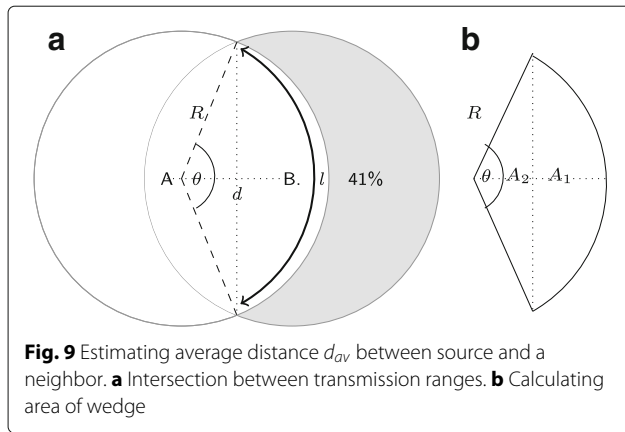 a
b
R
A
θ
d
B.
l
41%
R
θ
A₂
A₁
Fig. 9 Estimating average distance dₐᵥ between source and a
neighbor. a Intersection between transmission ranges. b Calculating
area of wedge